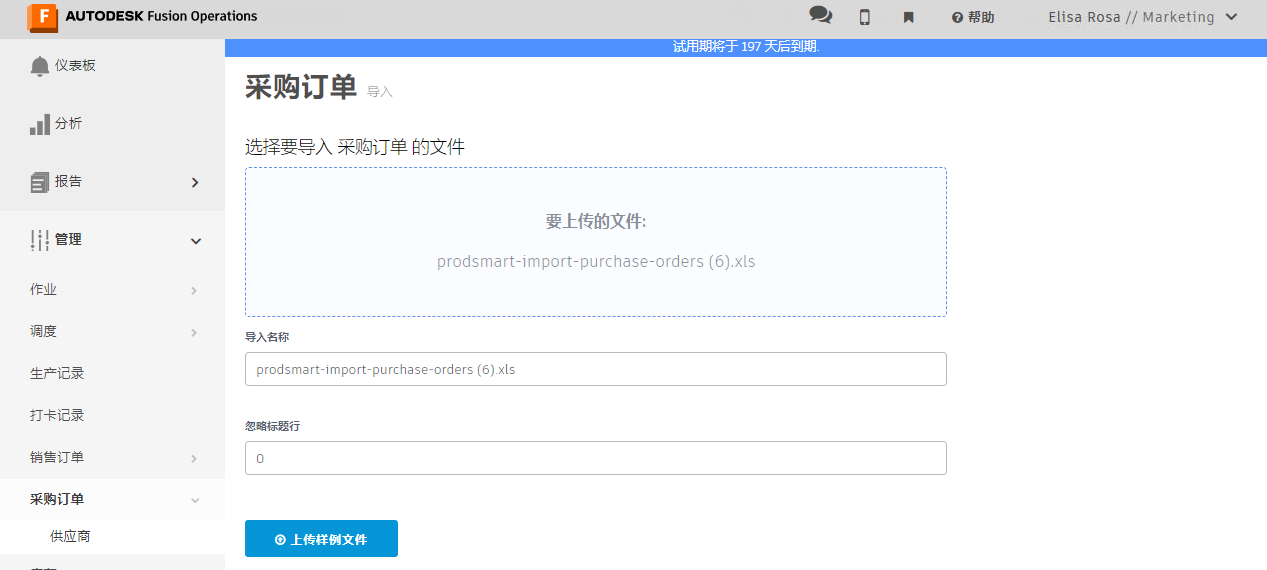 AUTODESK Fusion Operations
帮助
Elisa Rosa // Marketing
试用期将于 197 天后到期.
仪表板
分析
报告
管理
作业
调度
生产记录
打卡记录
销售订单
采购订单
供应商
采购订单 导入
选择要导入 采购订单 的文件
要上传的文件:
prodsmart-import-purchase-orders (6).xls
导入名称
prodsmart-import-purchase-orders (6).xls
忽略标题行
0
上传样例文件